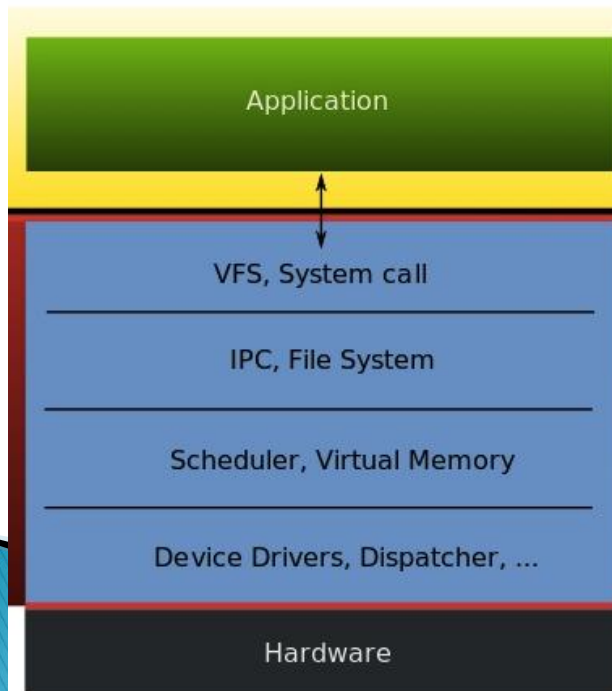 Application
VFS, System call
IPC, File System
Scheduler, Virtual Memory
Device Drivers, Dispatcher, ...
Hardware